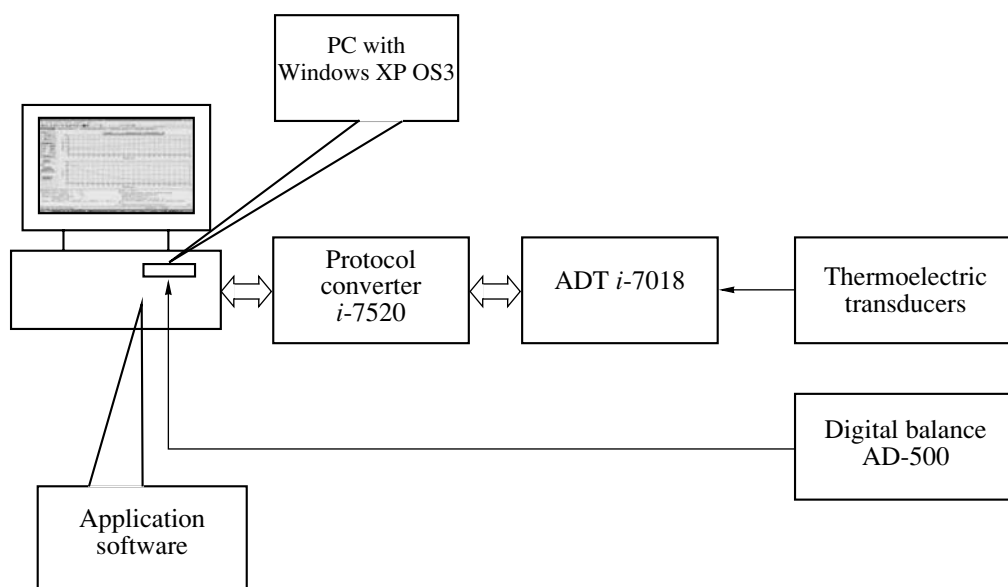 PC with
Windows XP OS3
Protocol
converter
i-7520
ADT i-7018
Thermoelectric
transducers
Digital balance
AD-500
Application
software